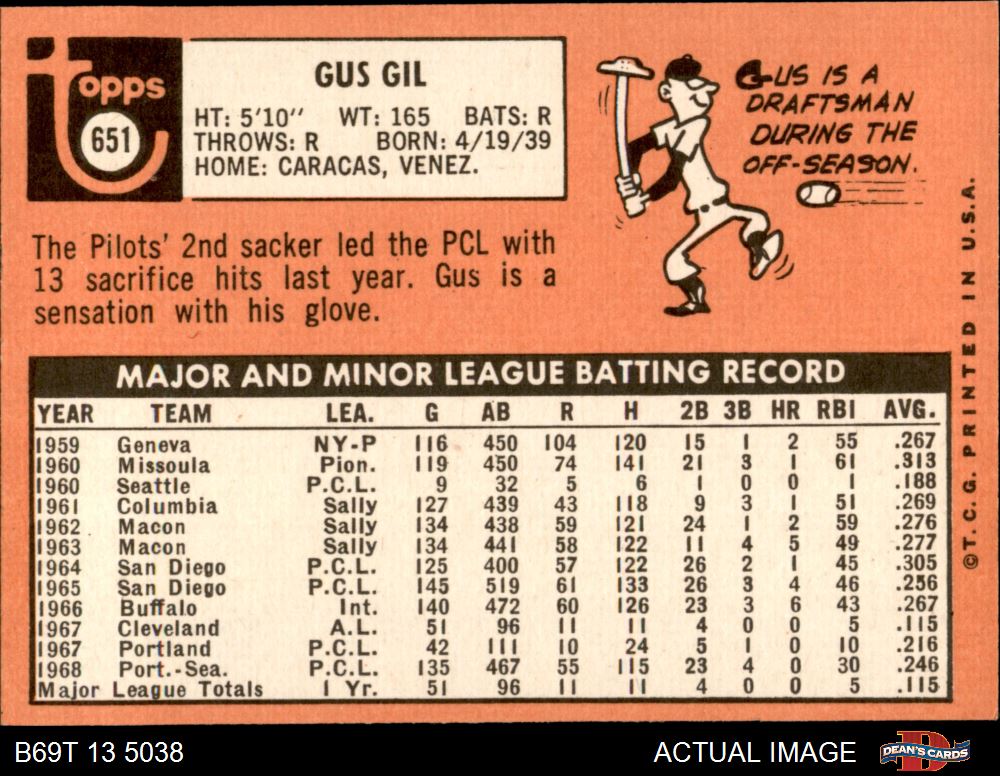 topps
651
GUS GIL
HT: 5'10" WT: 165 BATS: R
THROWS: R BORN: 4/19/39
HOME: CARACAS, VENEZ.
GUS IS A
DRAFTSMAN
DURING THE
OFF-SEASON.
The Pilots' 2nd sacker led the PCL with
13 sacrifice hits last year. Gus is a
sensation with his glove.
MAJOR AND MINOR LEAGUE BATTING RECORD
YEAR TEAM LEA. G AB R H 2B 3B HR RBI AVG.
1959 Geneva NY-P 116 450 104 120 15 1 2 55 .267
1960 Missoula Pion. 119 450 74 141 21 3 1 61 .313
1960 Seattle P.C.L. 9 32 5 6 1 0 0 1 .188
1961 Columbia Sally 127 439 43 118 9 3 1 51 .269
1962 Macon Sally 134 438 59 121 24 1 2 59 .276
1963 Macon Sally 134 441 58 122 11 4 5 49 .277
1964 San Diego P.C.L. 125 400 57 122 26 2 1 45 .305
1965 San Diego P.C.L. 145 519 61 133 26 3 4 46 .256
1966 Buffalo Int. 140 472 60 126 23 3 6 43 .267
1967 Cleveland A.L. 51 96 11 11 4 0 0 5 .115
1967 Portland P.C.L. 42 111 10 24 5 1 0 10 .216
1968 Port.-Sea. P.C.L. 135 467 55 115 23 4 0 30 .246
Major League Totals 1 Yr. 51 96 11 11 4 0 0 5 .115
©T.C.G. PRINTED IN U.S.A.
B69T 13 5038 ACTUAL IMAGE
D
DEAN'S CARDS